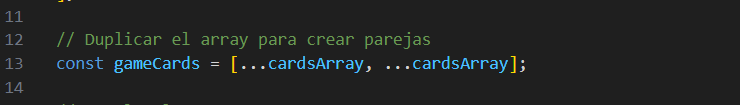 11
12 // Duplicar el array para crear parejas
13 const gameCards = [...cardsArray, ...cardsArray];
14